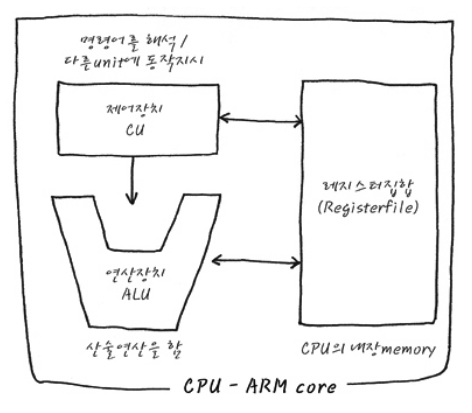 명령어를 해석 /
다른unit에 동작지시
제어장치
CU
레지스터집합
(Registerfile)
연산장치
ALU
산술연산을 함
CPU의 내장memory
CPU - ARM core